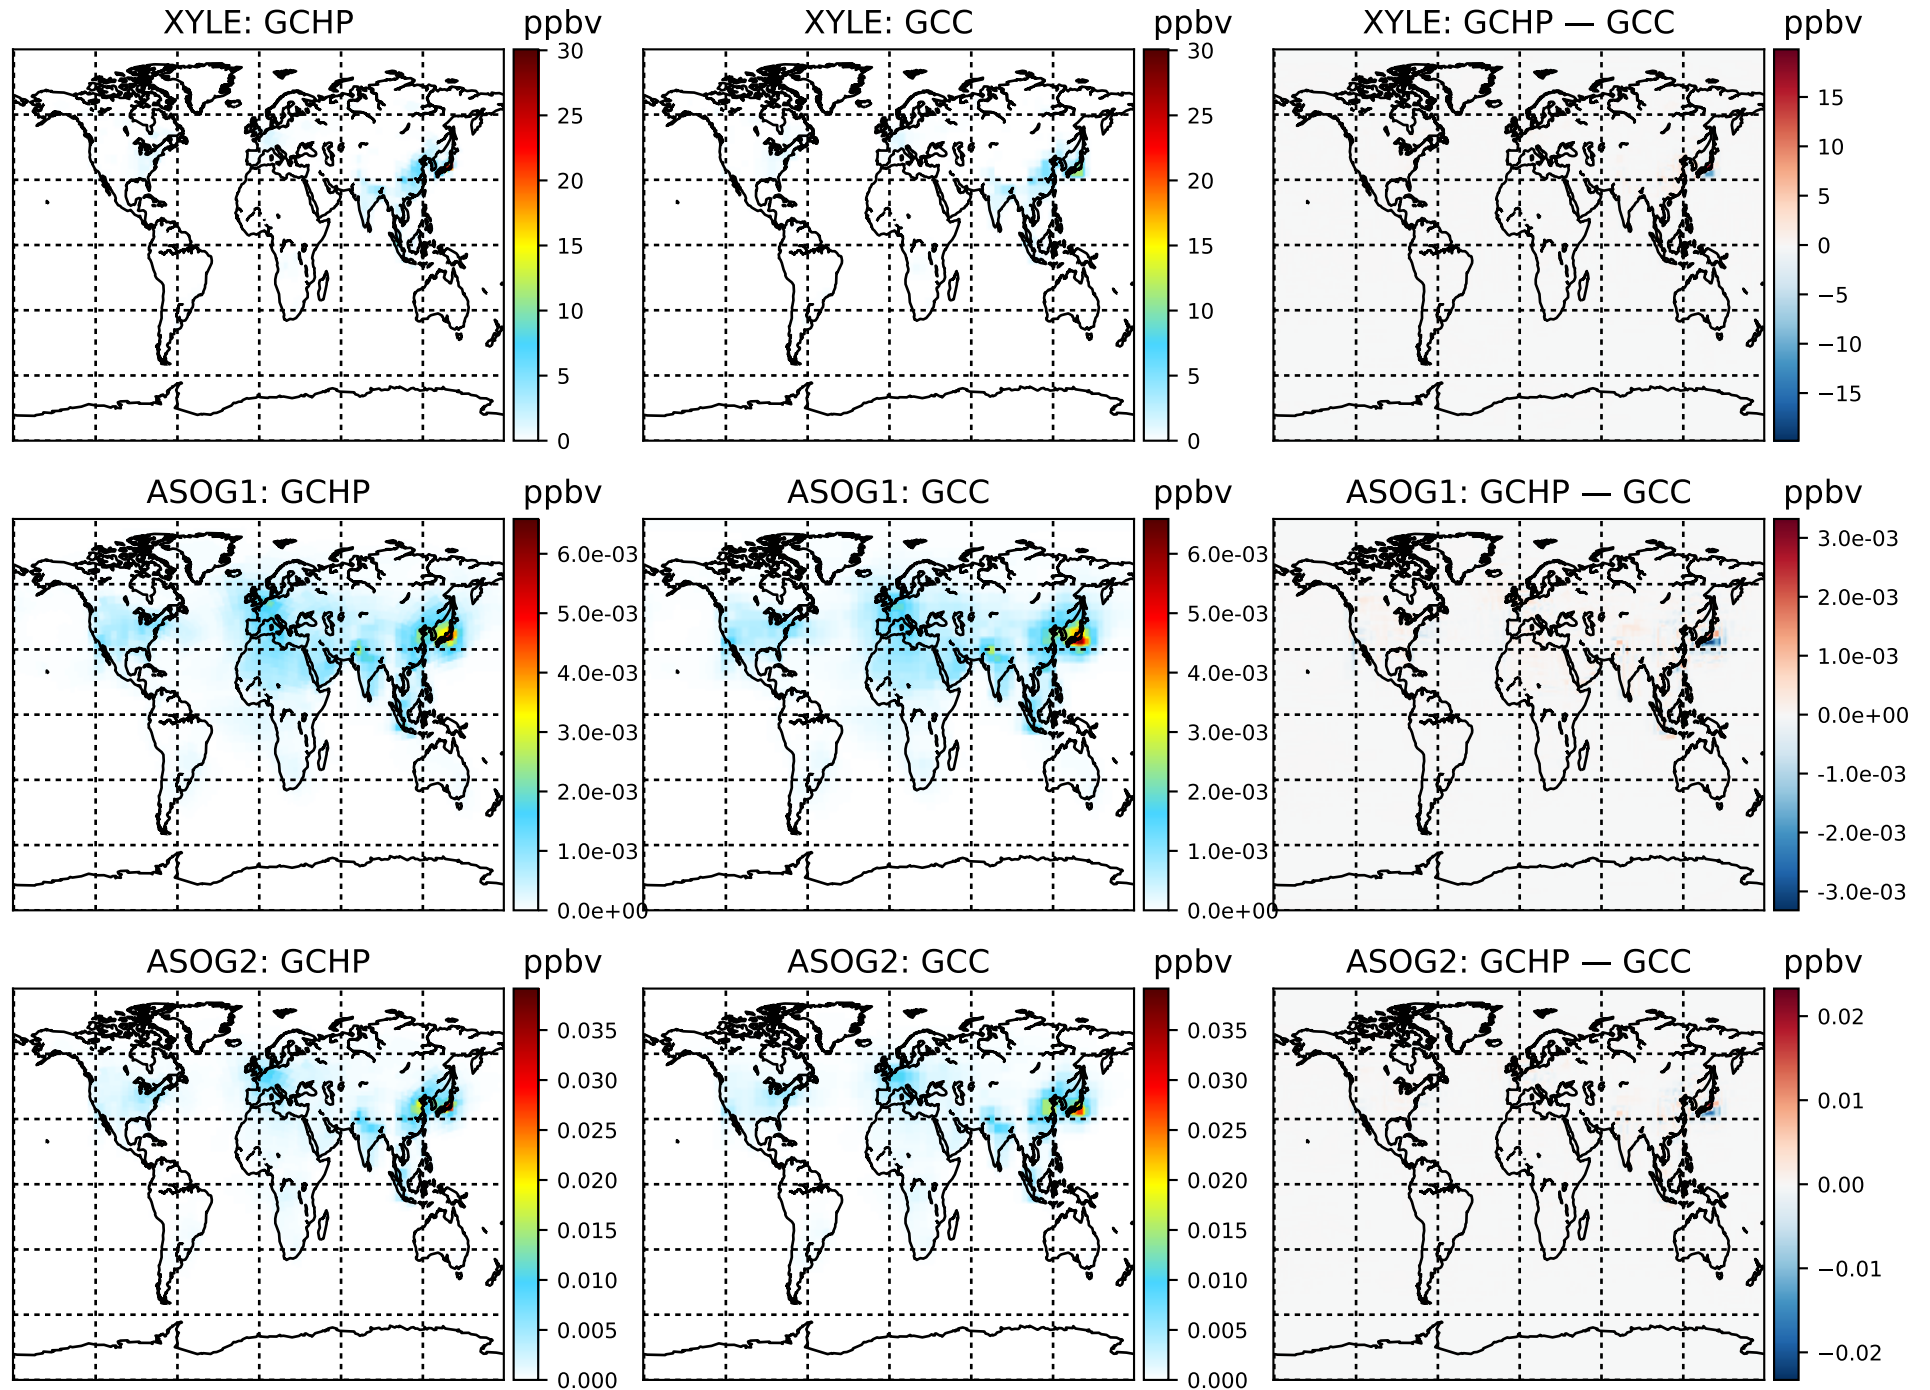 XYLE: GCHP
ppbv
30
25
20
15
10
5
0
XYLE: GCC
ppbv
30
25
20
15
10
5
0
XYLE: GCHP — GCC
ppbv
15
10
5
0
−5
−10
−15
ASOG1: GCHP
ppbv
6.0e-03
5.0e-03
4.0e-03
3.0e-03
2.0e-03
1.0e-03
0.0e+00
ASOG1: GCC
ppbv
6.0e-03
5.0e-03
4.0e-03
3.0e-03
2.0e-03
1.0e-03
0.0e+00
ASOG1: GCHP — GCC
ppbv
3.0e-03
2.0e-03
1.0e-03
0.0e+00
-1.0e-03
-2.0e-03
-3.0e-03
ASOG2: GCHP
ppbv
0.035
0.030
0.025
0.020
0.015
0.010
0.005
0.000
ASOG2: GCC
ppbv
0.035
0.030
0.025
0.020
0.015
0.010
0.005
0.000
ASOG2: GCHP — GCC
ppbv
0.02
0.01
0.00
−0.01
−0.02